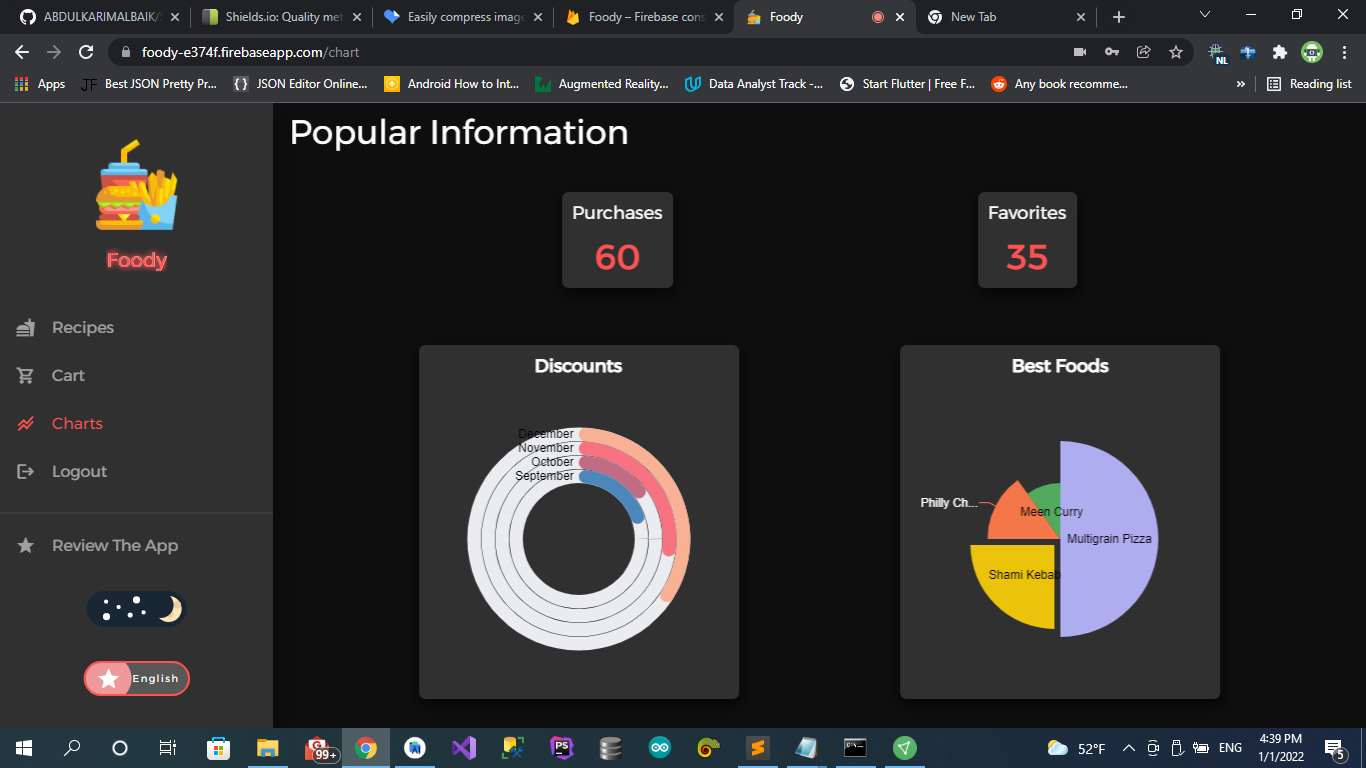 ABDULKARIMALBAIK/
Shields.io: Quality met
Easily compress image
Foody – Firebase cons
Foody
New Tab
foody-e374f.firebaseapp.com/chart
NL
Apps
JF Best JSON Pretty Pr...
{} JSON Editor Online...
Android How to Int...
Augmented Reality...
Data Analyst Track -...
Start Flutter | Free F...
Any book recomme...
»
Reading list
Foody
Recipes
Cart
Charts
Logout
Review The App
English
Popular Information
Purchases
60
Favorites
35
Discounts
December
November
October
September
Best Foods
Philly Ch...
Meen Curry
Multigrain Pizza
Shami Kebab
99+
PS
52°F
ENG
4:39 PM
1/1/2022
5